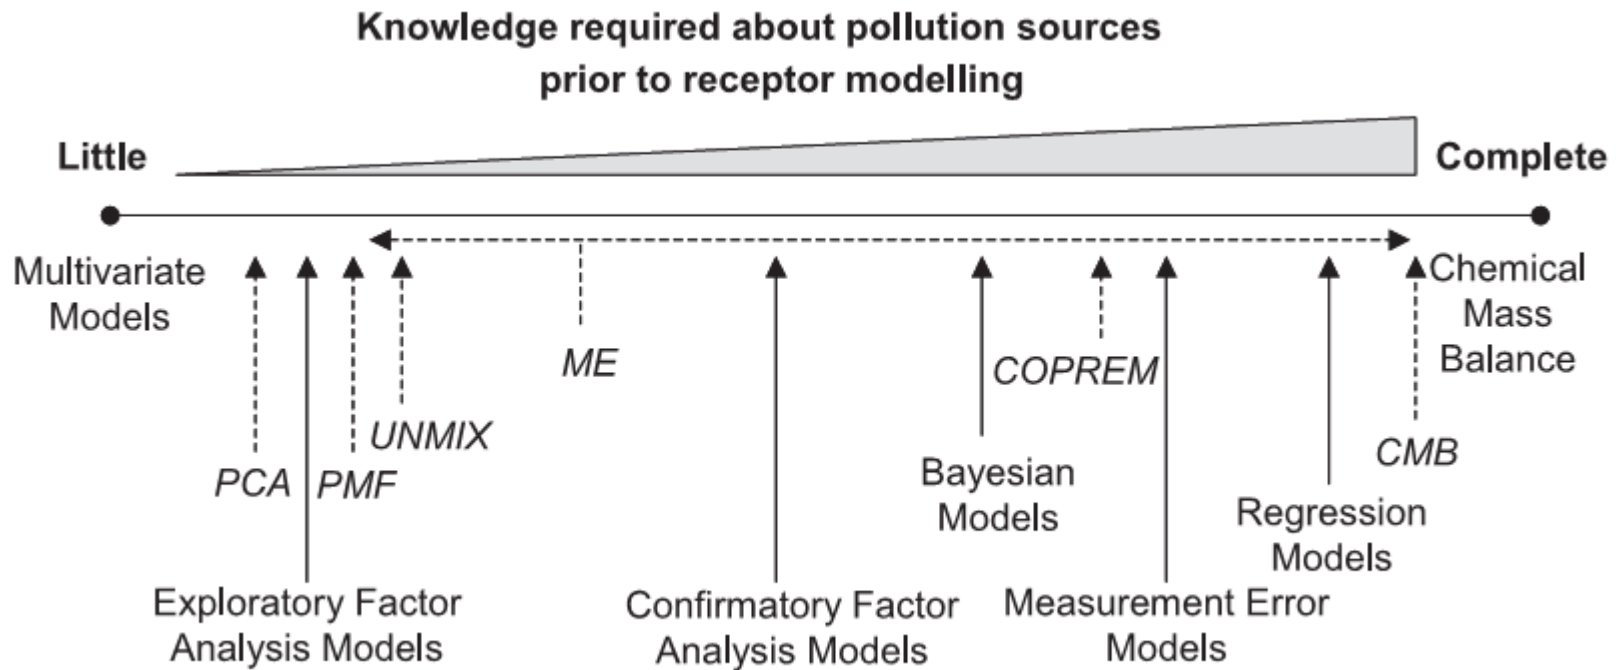 Knowledge required about pollution sources
prior to receptor modelling
Little
Complete
Multivariate
Models
Chemical
Mass
Balance
ME
COPREM
UNMIX
CMB
PCA
PMF
Bayesian
Models
Regression
Models
Exploratory Factor
Analysis Models
Confirmatory Factor
Analysis Models
Measurement Error
Models